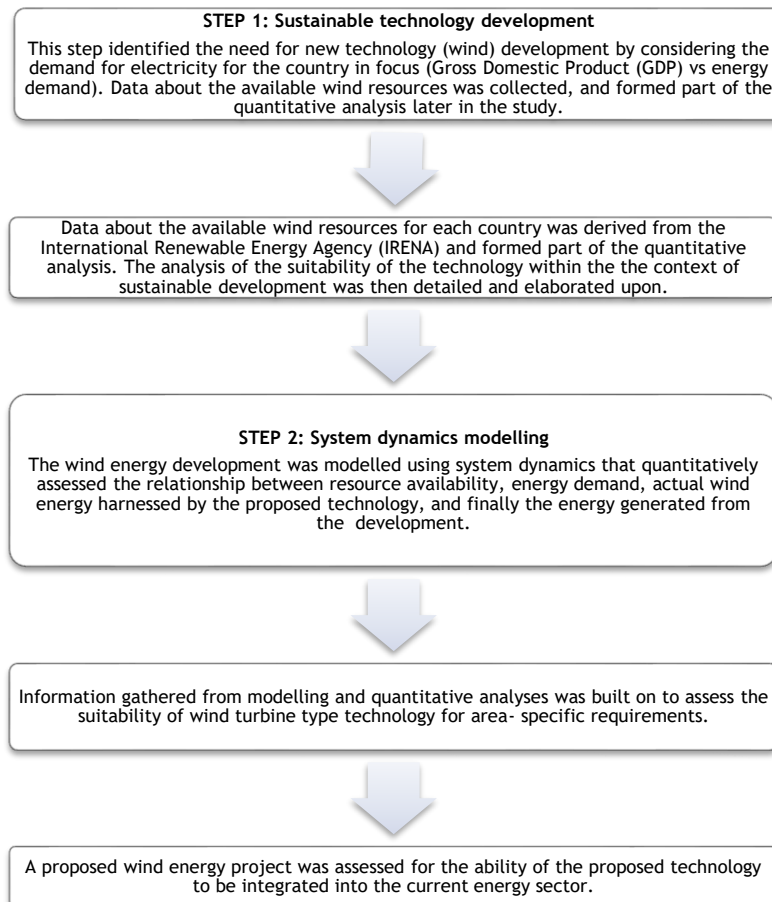 STEP 1: Sustainable technology development
This step identified the need for new technology (wind) development by considering the
demand for electricity for the country in focus (Gross Domestic Product (GDP) vs energy
demand). Data about the available wind resources was collected, and formed part of the
quantitative analysis later in the study.
Data about the available wind resources for each country was derived from the
International Renewable Energy Agency (IRENA) and formed part of the quantitative
analysis. The analysis of the suitability of the technology within the the context of
sustainable development was then detailed and elaborated upon.
STEP 2: System dynamics modelling
The wind energy development was modelled using system dynamics that quantitatively
assessed the relationship between resource availability, energy demand, actual wind
energy harnessed by the proposed technology, and finally the energy generated from
the development.
Information gathered from modelling and quantitative analyses was built on to assess the
suitability of wind turbine type technology for area- specific requirements.
A proposed wind energy project was assessed for the ability of the proposed technology
to be integrated into the current energy sector.